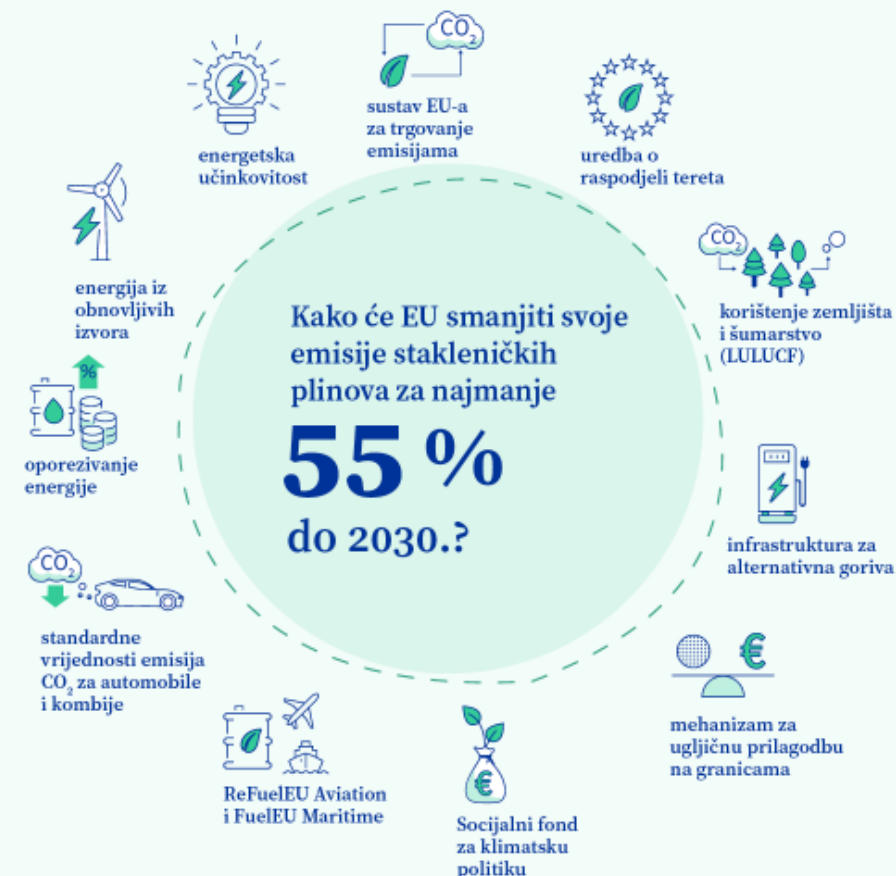 Kako će EU smanjiti svoje
emisije stakleničkih
plinova za najmanje
55 %
do 2030.?
CO₂
sustav EU-a
za trgovanje
emisijama
uredba o
raspodjeli tereta
CO₂
korištenje zemljišta
i šumarstvo
(LULUCF)
infrastruktura za
alternativna goriva
€
mehanizam za
ugljičnu prilagodbu
na granicama
€
Socijalni fond
za klimatsku
politiku
ReFuelEU Aviation
i FuelEU Maritime
CO₂
standardne
vrijednosti emisija
CO₂ za automobile
i kombije
%
oporezivanje
energije
energija iz
obnovljivih
izvora
energetska
učinkovitost